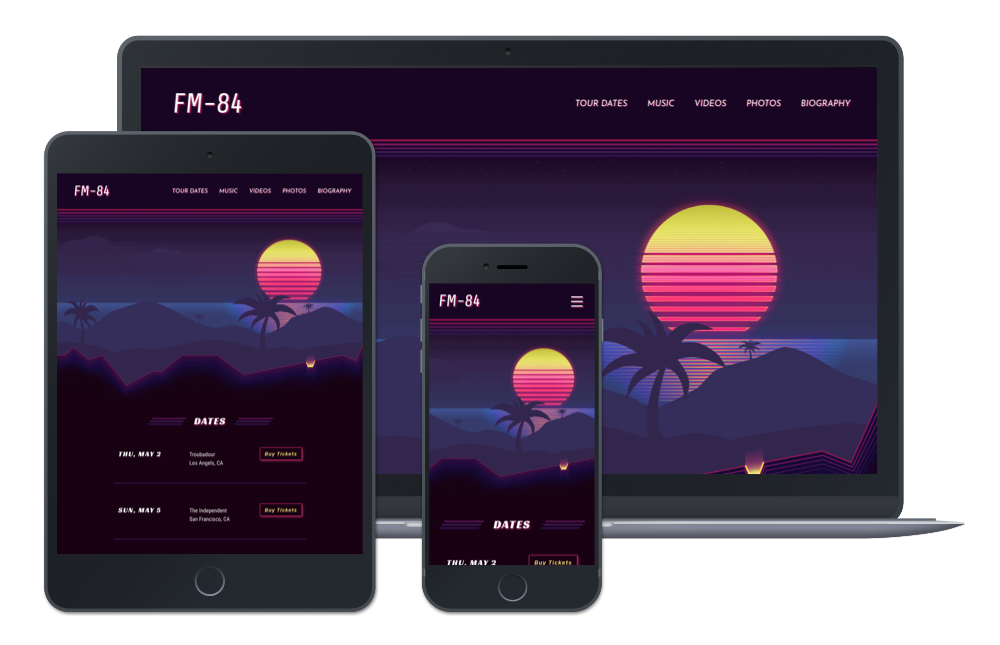 FM-84
TOUR DATES MUSIC VIDEOS PHOTOS BIOGRAPHY
FM-84
TOUR DATES MUSIC VIDEOS PHOTOS BIOGRAPHY
DATES
THU, MAY 2
Troubadour
Los Angels, CA
Buy Tickets
SUN, MAY 5
The Independent
San Francisco, CA
Buy Tickets
FM-84
DATES
THU, MAY 2
Buy Tickets